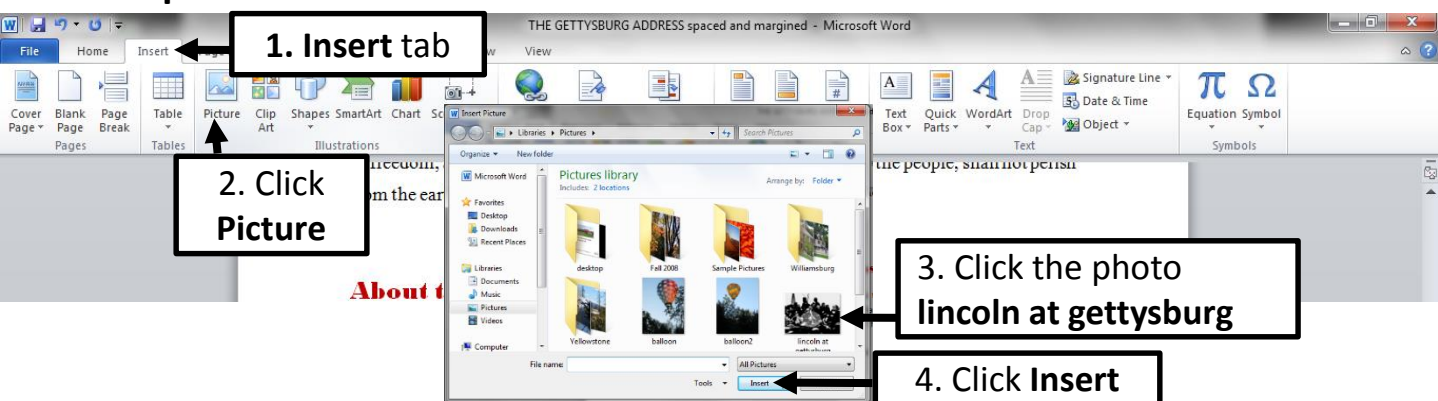 THE GETTYSBURG ADDRESS spaced and margined - Microsoft Word
File Home Insert View
1. Insert tab
Cover Page Blank Page Page Break Table Picture Clip Art Shapes SmartArt Chart Text Box Quick Parts WordArt Drop Cap Equation Symbol
Signature Line
Date & Time
Object
Pages Tables Illustrations Text Symbols
2. Click
Picture
the people, shall not perish
About t
Insert Picture
Libraries Pictures Search Pictures
Organize New folder
Microsoft Word
Favorites
Desktop
Downloads
Recent Places
Libraries
Documents
Music
Pictures
Videos
Computer
Pictures library
Includes: 2 locations
Arrange by: Folder
desktop Fall 2008 Sample Pictures Williamsburg
Yellowstone balloon balloon2 lincoln at
File name: All Pictures
Tools Insert
3. Click the photo
lincoln at gettysburg
4. Click Insert